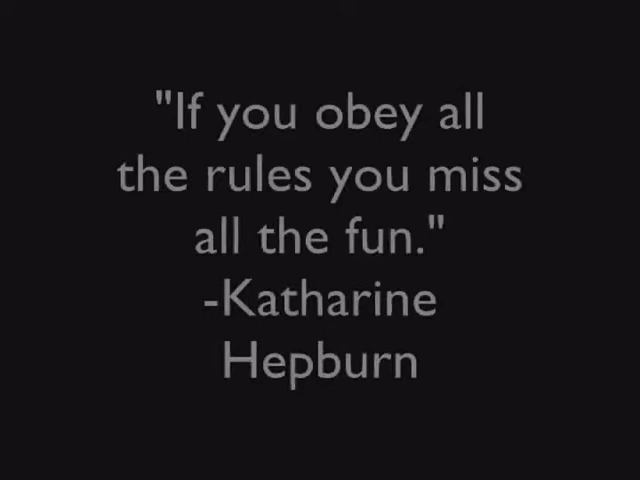 "If you obey all
the rules you miss
all the fun."
-Katharine
Hepburn